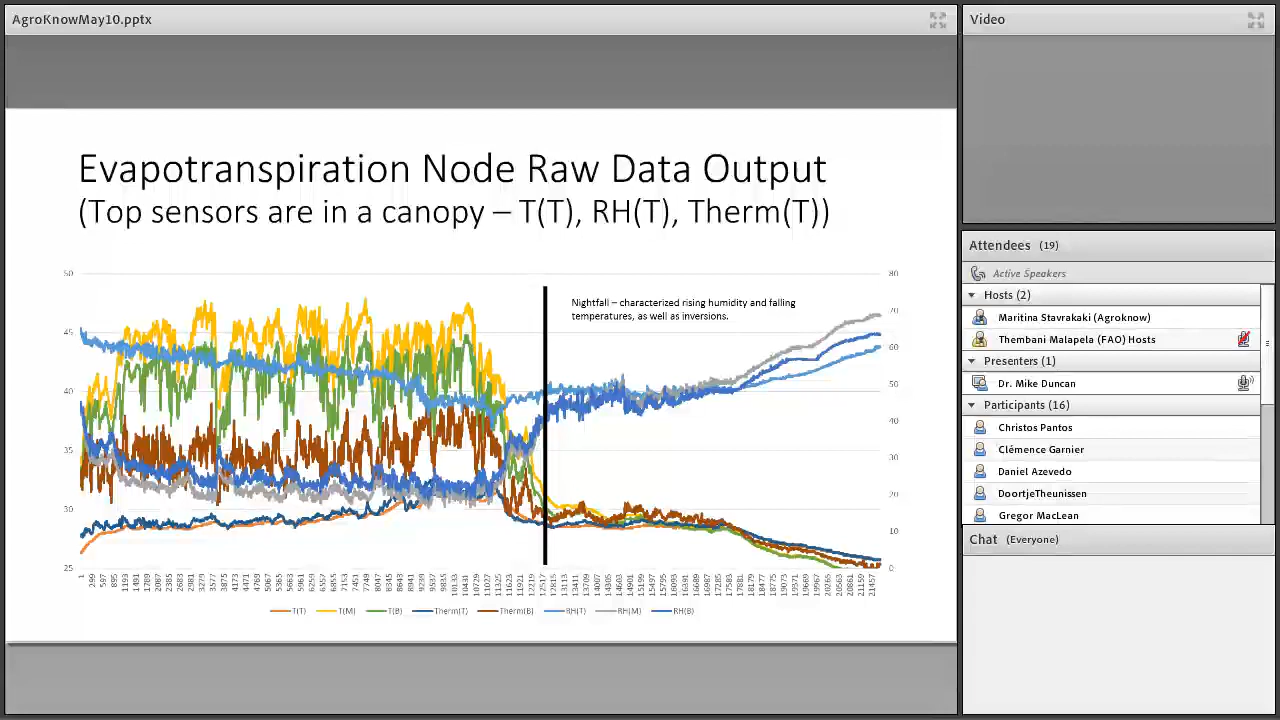 AgroKnowMay10.pptx
Evapotranspiration Node Raw Data Output
(Top sensors are in a canopy – T(T), RH(T), Therm(T))
Nightfall – characterized rising humidity and falling
temperatures, as well as inversions.
50
45
40
35
30
25
80
70
60
50
40
30
20
10
0
T(T) T(M) T(B) Therm(T) Therm(B) RH(T) RH(M) RH(B)
Video
Attendees (19)
Active Speakers
Hosts (2)
Maritina Stavrakaki (Agroknow)
Thembani Malapela (FAO) Hosts
Presenters (1)
Dr. Mike Duncan
Participants (16)
Christos Pantos
Clémence Garnier
Daniel Azevedo
DoortjeTheunissen
Gregor MacLean
Chat (Everyone)